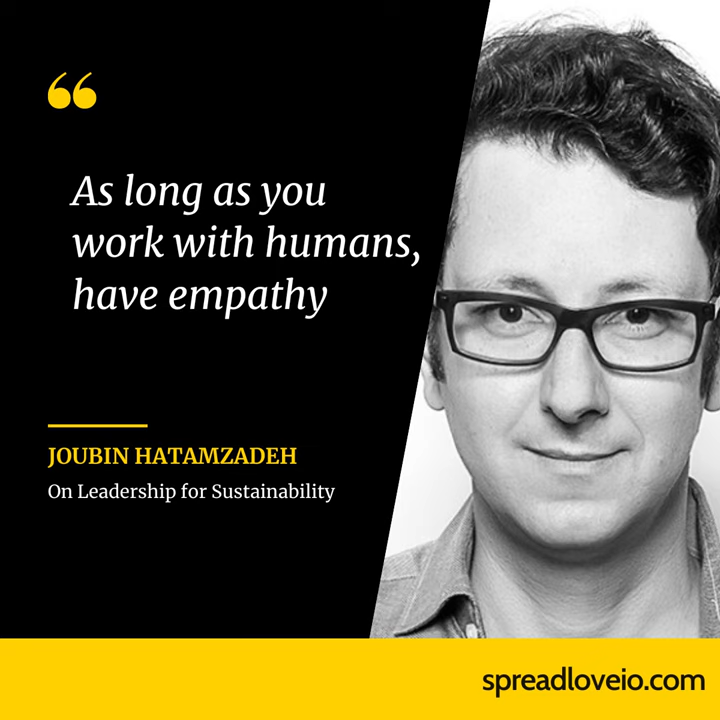 “
As long as you
work with humans,
have empathy
JOUBIN HATAMZADEH
On Leadership for Sustainability
spreadloveio.com